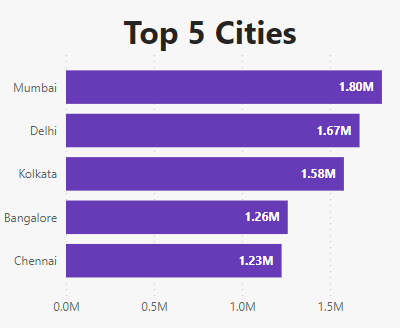 Top 5 Cities
Mumbai 1.80M
Delhi 1.67M
Kolkata 1.58M
Bangalore 1.26M
Chennai 1.23M
0.0M 0.5M 1.0M 1.5M